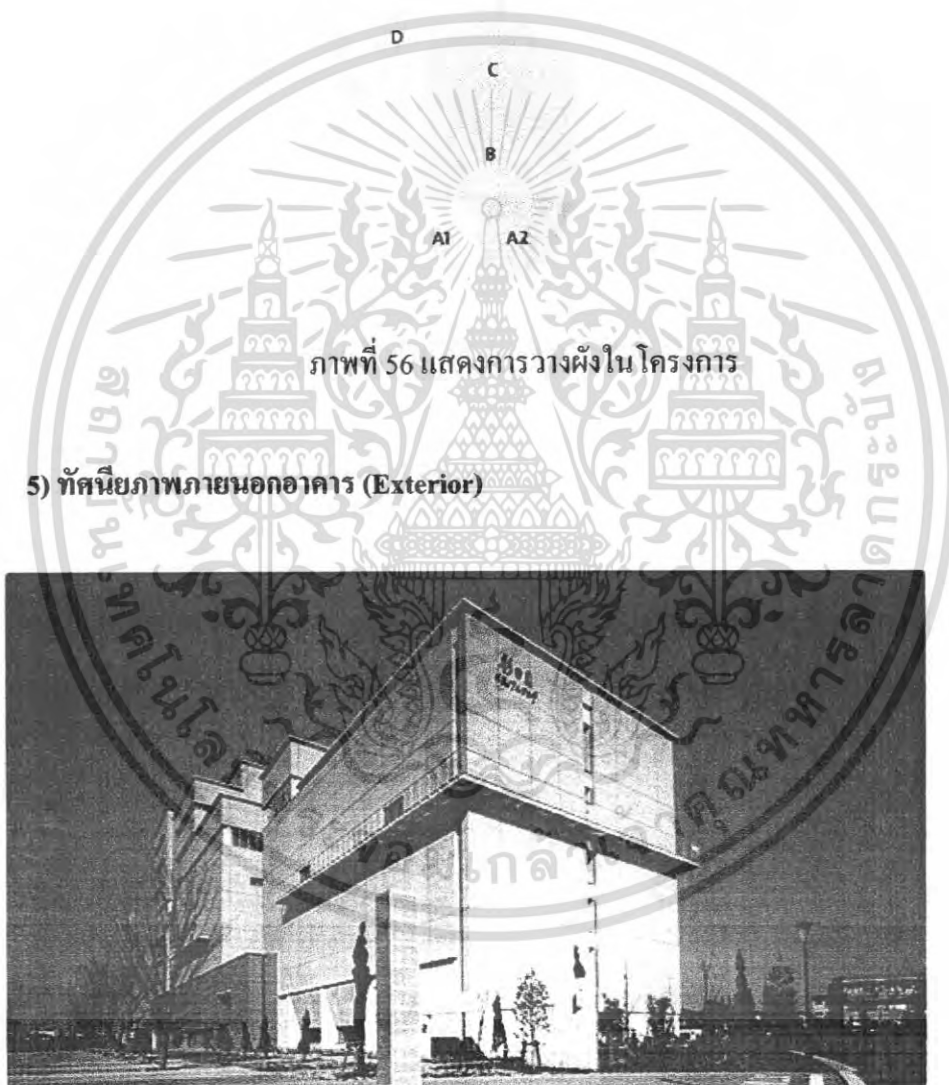 D
C
B
A1 A2
ภาพที่ 56 แสดงการวางผังในโครงการ
5) ทัศนียภาพภายนอกอาคาร (Exterior)